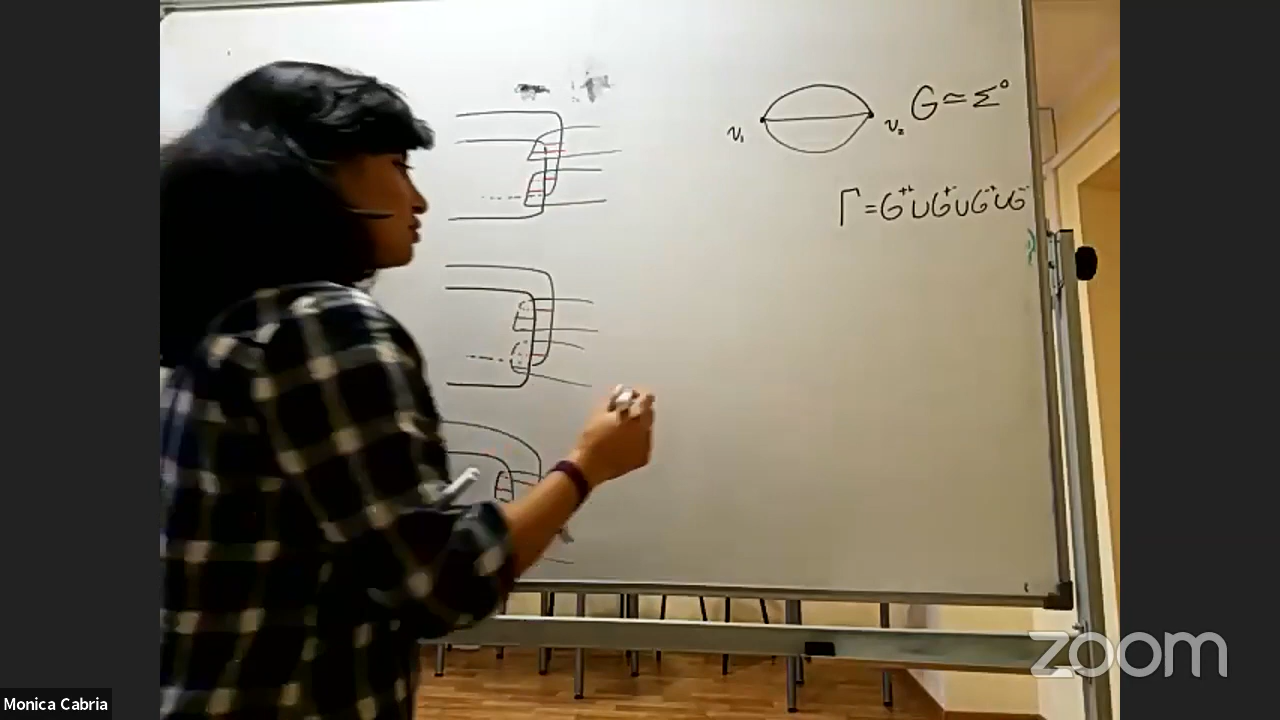 v₁ v₂ G ≃ Σ⁰
Γ = G⁺⁺ ∪ G⁺⁻ ∪ G⁻⁺ ∪ G⁻⁻
zoom
Monica Cabria